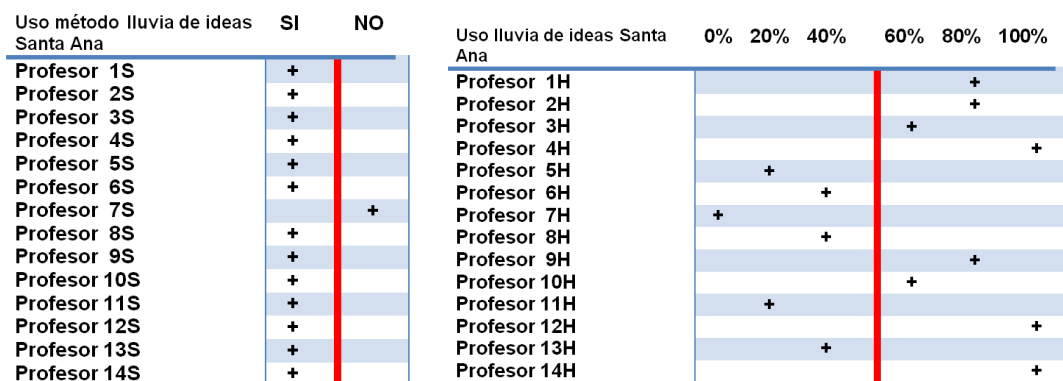 Uso método lluvia de ideas SI NO
Santa Ana
Profesor 1S +
Profesor 2S +
Profesor 3S +
Profesor 4S +
Profesor 5S +
Profesor 6S +
Profesor 7S +
Profesor 8S +
Profesor 9S +
Profesor 10S +
Profesor 11S +
Profesor 12S +
Profesor 13S +
Profesor 14S +
Uso lluvia de ideas Santa 0% 20% 40% 60% 80% 100%
Ana
Profesor 1H +
Profesor 2H +
Profesor 3H +
Profesor 4H +
Profesor 5H +
Profesor 6H +
Profesor 7H +
Profesor 8H +
Profesor 9H +
Profesor 10H +
Profesor 11H +
Profesor 12H +
Profesor 13H +
Profesor 14H +